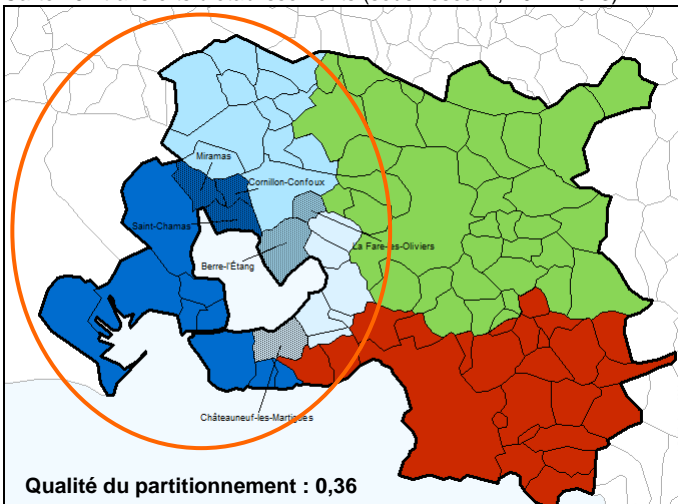 Miramas
Cornillon-Confoux
Saint-Chamas
La Fare-les-Oliviers
Berre-l'Étang
Châteauneuf-les-Martigues
Qualité du partitionnement : 0,36